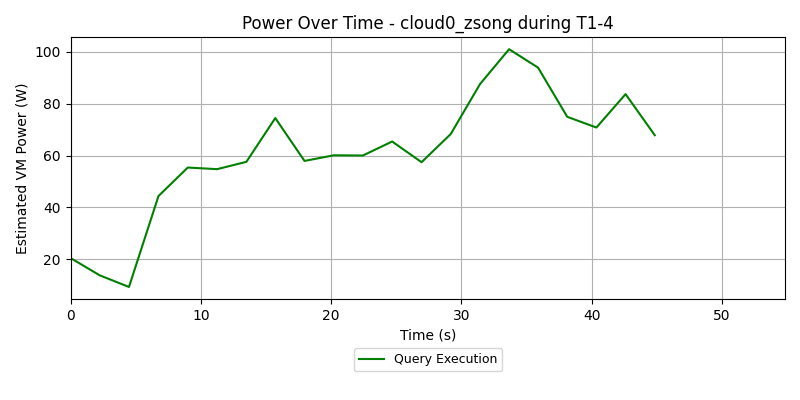 Power Over Time - cloud0_zsong during T1-4
Estimated VM Power (W)
100
80
60
40
20
0 10 20 30 40 50
Time (s)
Query Execution